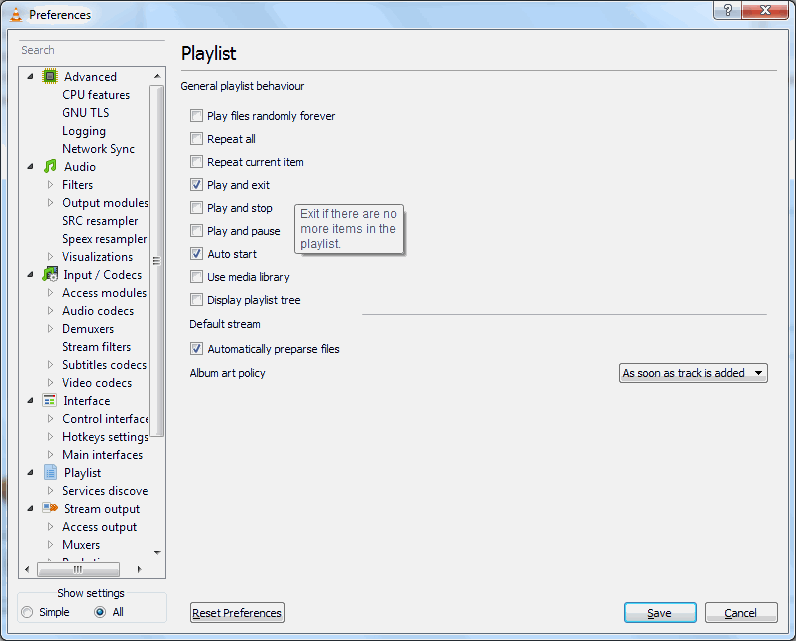 Preferences
?
Search
Advanced
CPU features
GNU TLS
Logging
Network Sync
Audio
Filters
Output modules
SRC resampler
Speex resampler
Visualizations
Input / Codecs
Access modules
Audio codecs
Demuxers
Stream filters
Subtitles codecs
Video codecs
Interface
Control interface
Hotkeys settings
Main interfaces
Playlist
Services discove
Stream output
Access output
Muxers
Show settings
Simple
All
Playlist
General playlist behaviour
Play files randomly forever
Repeat all
Repeat current item
Play and exit
Play and stop
Play and pause
Exit if there are no
more items in the
playlist.
Auto start
Use media library
Display playlist tree
Default stream
Automatically preparse files
Album art policy
As soon as track is added
Reset Preferences
Save
Cancel